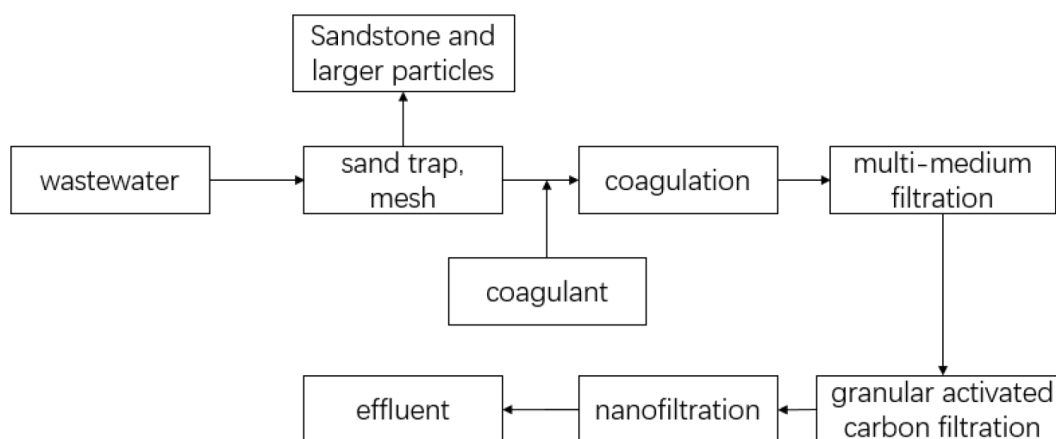 Sandstone and
larger particles
wastewater
sand trap,
mesh
coagulation
multi-medium
filtration
coagulant
effluent
nanofiltration
granular activated
carbon filtration